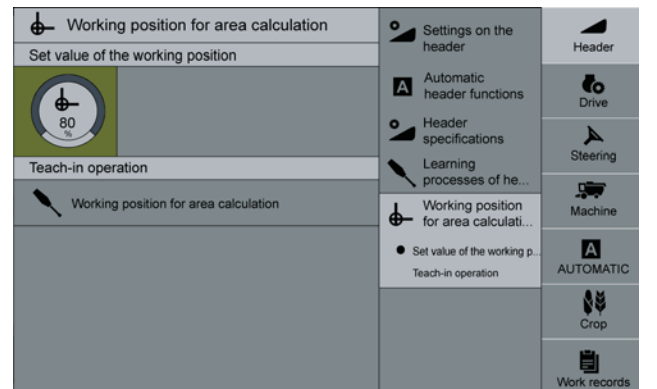 Working position for area calculation
Set value of the working position
80
%
Teach-in operation
Working position for area calculation
Settings on the
header
A
Automatic
header functions
Header
specifications
Learning
processes of he...
Working position
for area calculati...
Set value of the working p...
Teach-in operation
Header
Drive
Steering
Machine
A
AUTOMATIC
Crop
Work records